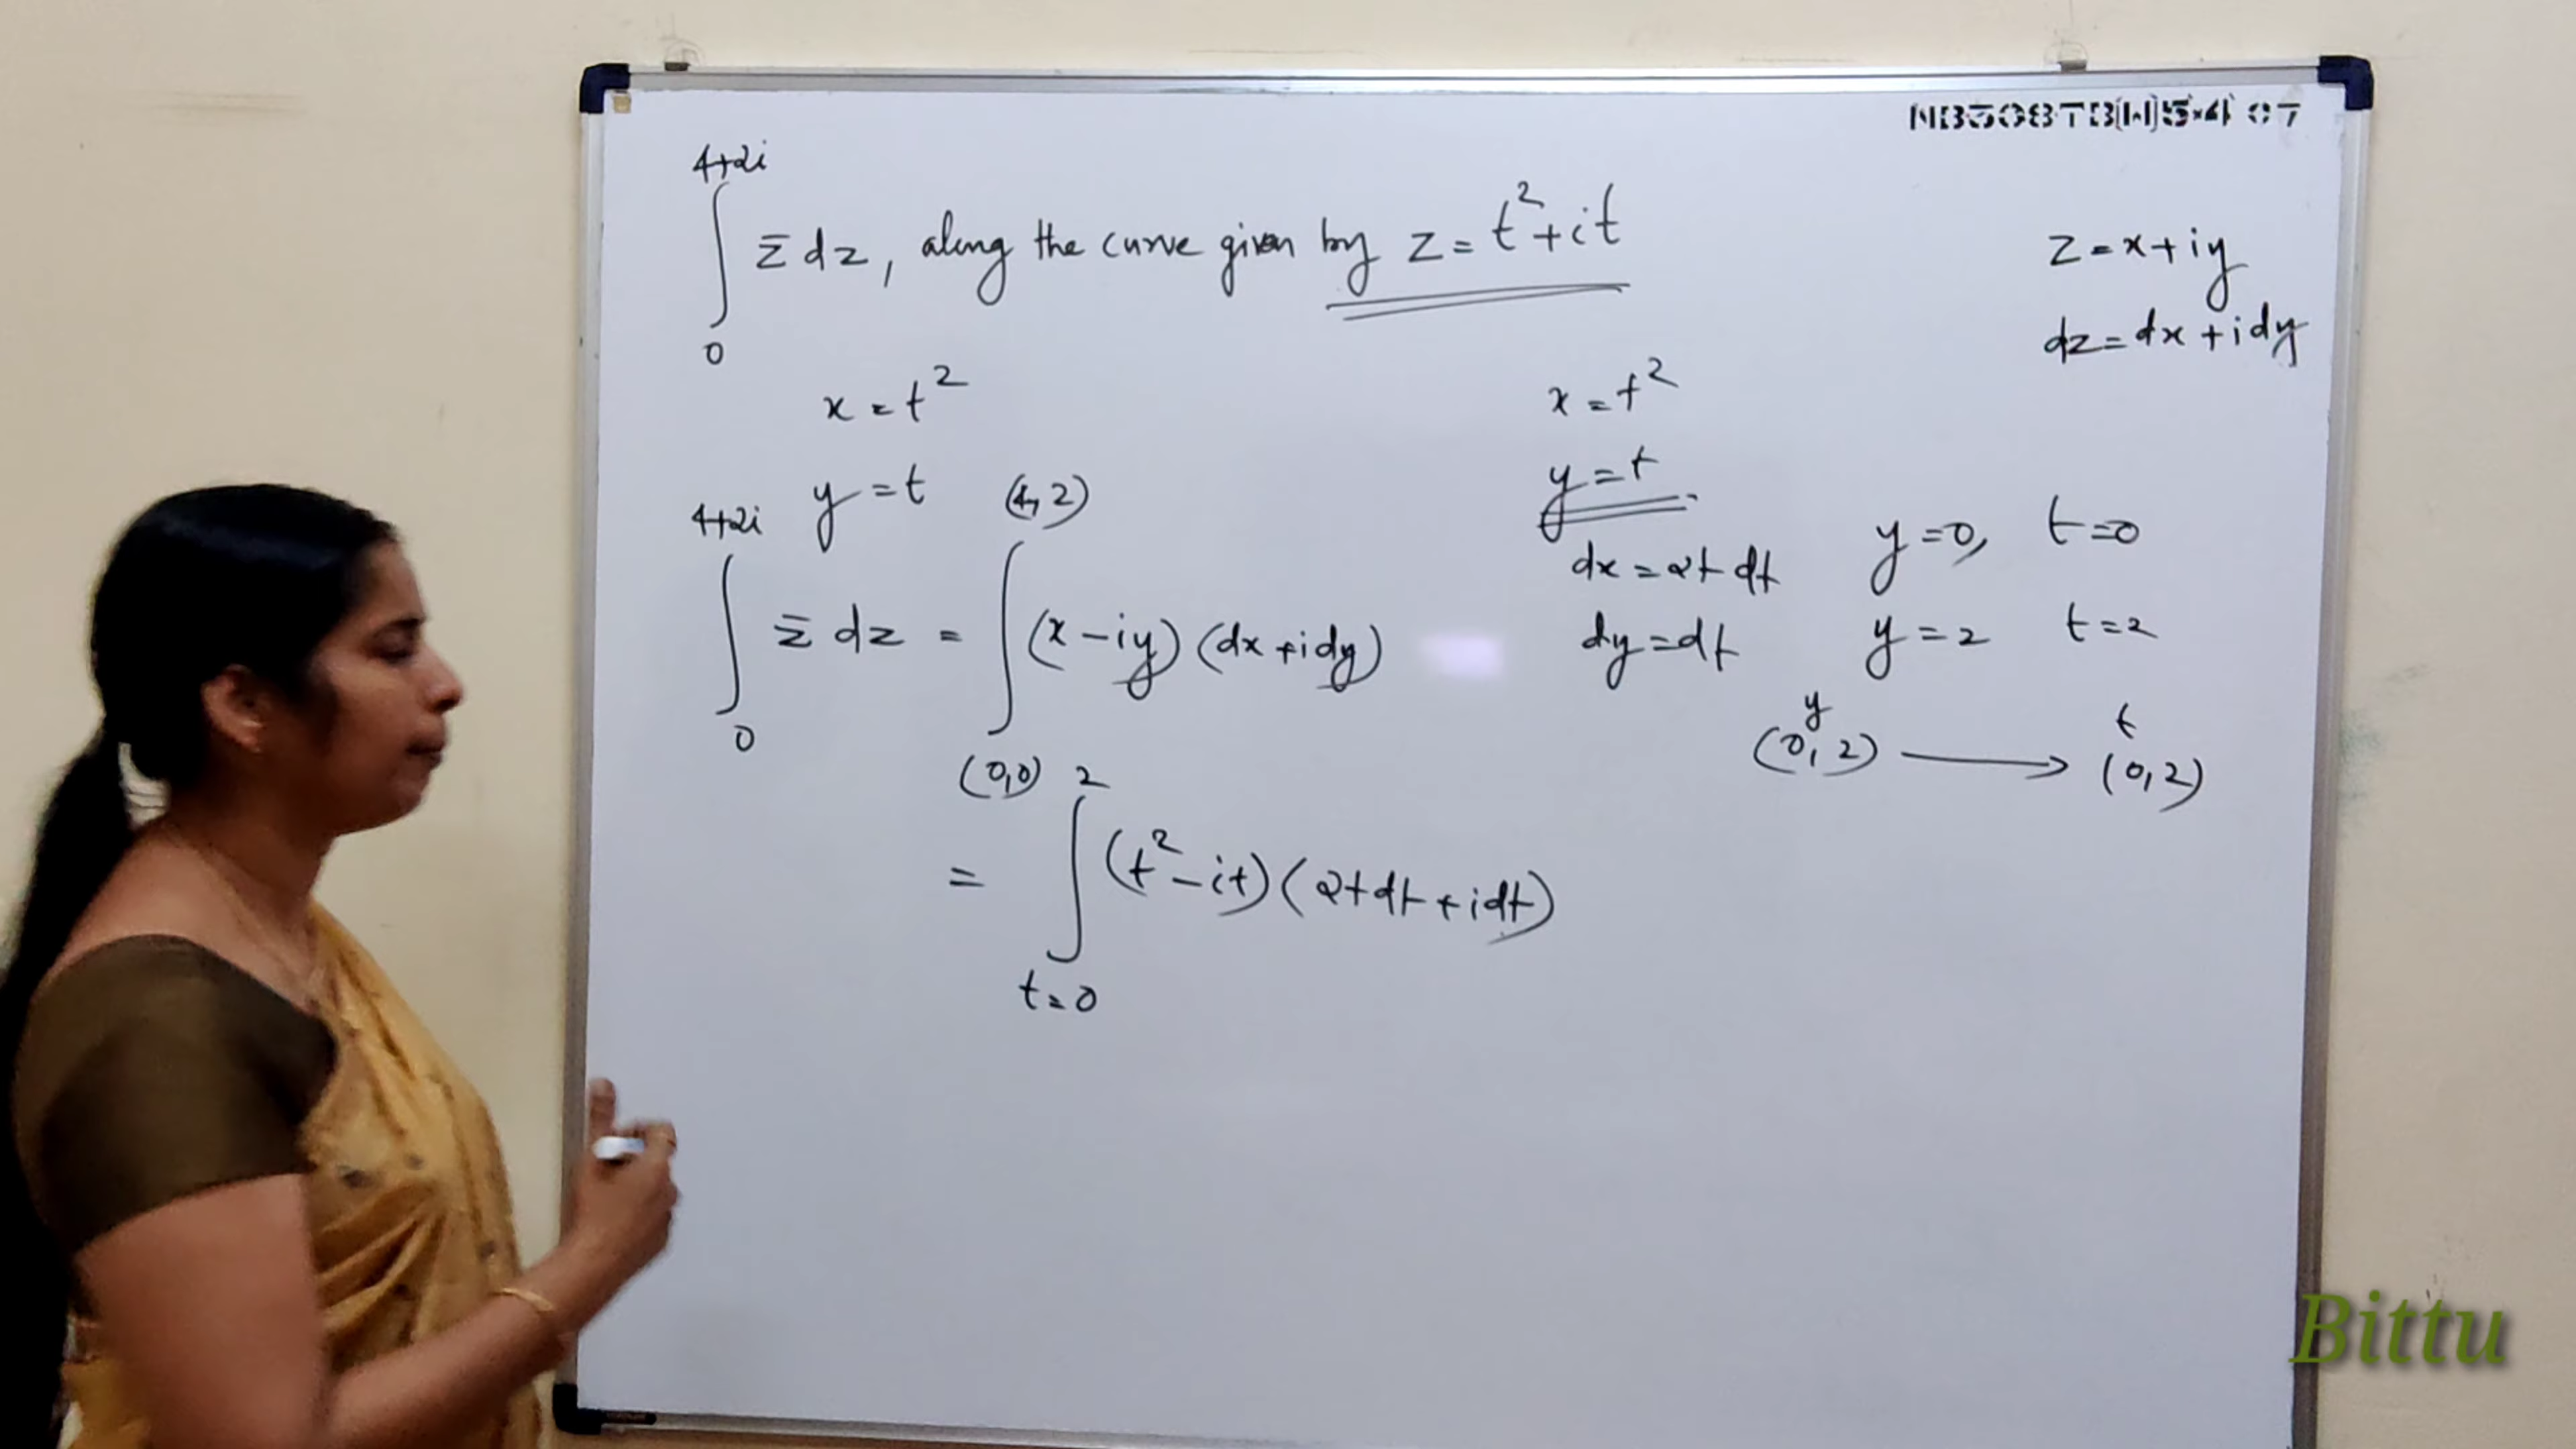 4+2i
∫ z̄ dz, along the curve given by z = t²+it
0
z = x+iy
dz = dx + idy
x = t²
y = t
x = t²
y = t
dx = 2t dt
dy = dt
y = 0, t = 0
y = 2 t = 2
y t
(0, 2) ⟶ (0, 2)
4+2i (4, 2)
∫ z̄ dz = ∫ (x - iy) (dx + idy)
0 (0,0)
2
= ∫ (t² - it) (2t dt + i dt)
t = 0
Bittu